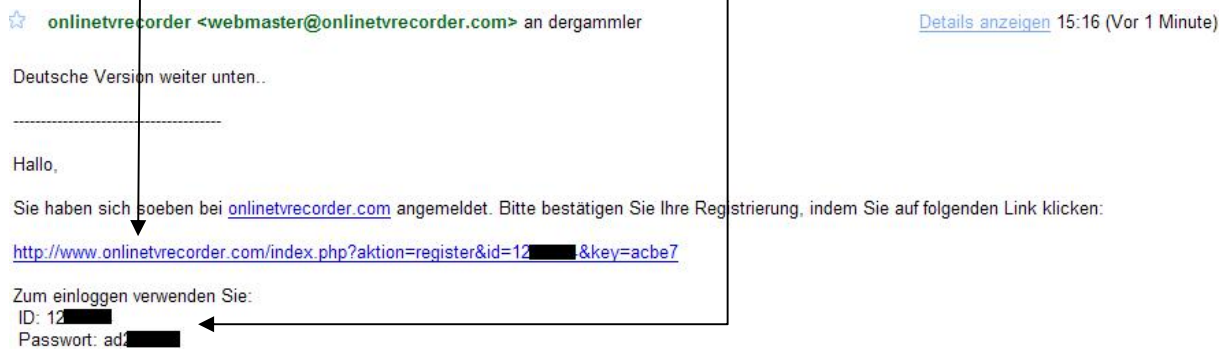 onlinetvrecorder <webmaster@onlinetvrecorder.com> an dergammler Details anzeigen 15:16 (Vor 1 Minute)
Deutsche Version weiter unten..
--------------------------------------
Hallo,
Sie haben sich soeben bei onlinetvrecorder.com angemeldet. Bitte bestätigen Sie Ihre Registrierung, indem Sie auf folgenden Link klicken:
http://www.onlinetvrecorder.com/index.php?aktion=register&id=12 &key=acbe7
Zum einloggen verwenden Sie:
ID: 12
Passwort: ad2